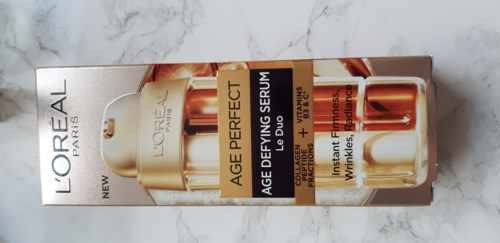 L'ORÉAL
PARIS
NEW
L'ORÉAL
PARIS
AGE PERFECT
AGE DEFYING SERUM
Le Duo
COLLAGEN
PEPTIDE
FRACTIONS
+
VITAMINS
B3 & C*
Instant Firmness,
Wrinkles, Radiance